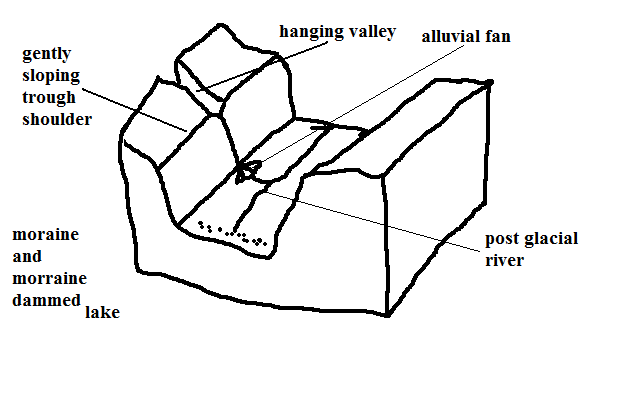 hanging valley
alluvial fan
gently
sloping
trough
shoulder
moraine
and
morraine
dammed
lake
post glacial
river